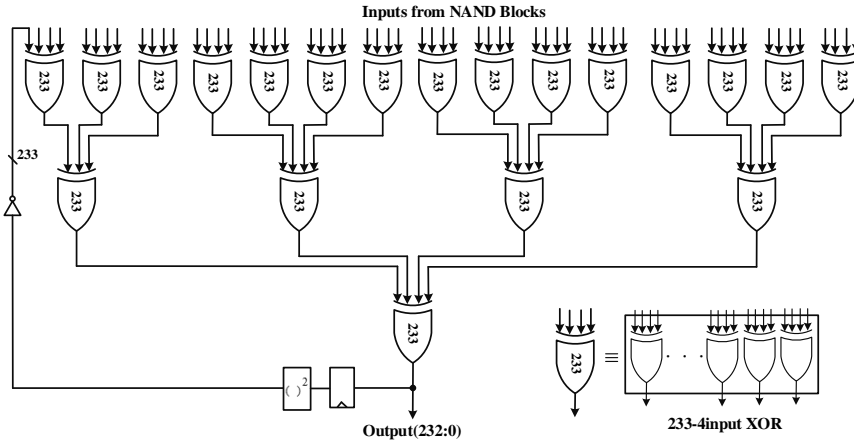 Inputs from NAND Blocks
233 233 233 233 233 233 233 233 233 233 233 233 233 233 233
233
233 233 233 233
233
233 ≡ . . .
( )²
Output(232:0)
233-4input XOR